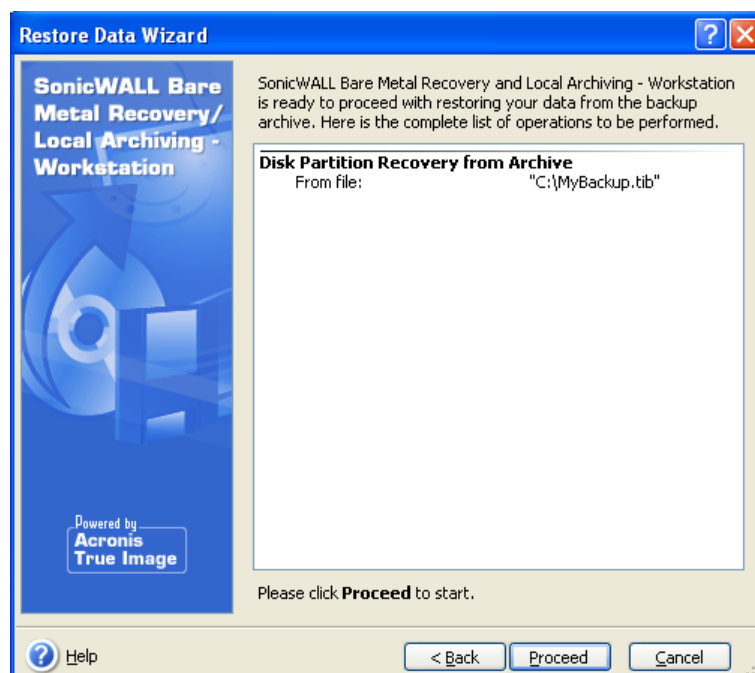 Restore Data Wizard
SonicWALL Bare
Metal Recovery/
Local Archiving -
Workstation
SonicWALL Bare Metal Recovery and Local Archiving - Workstation
is ready to proceed with restoring your data from the backup
archive. Here is the complete list of operations to be performed.
Disk Partition Recovery from Archive
From file: "C:\MyBackup.tib"
Powered by
Acronis
True Image
Please click Proceed to start.
Help
< Back
Proceed
Cancel